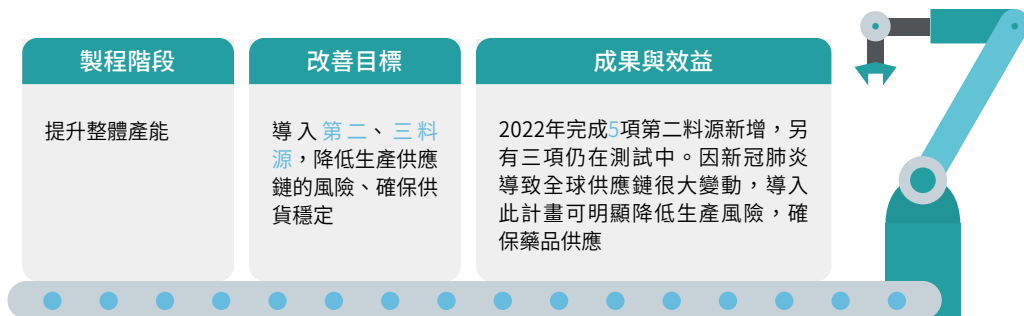 製程階段
提升整體產能
改善目標
導入第二、三料
源，降低生產供應
鏈的風險、確保供
貨穩定
成果與效益
2022年完成5項第二料源新增，另
有三項仍在測試中。因新冠肺炎
導致全球供應鏈很大變動，導入
此計畫可明顯降低生產風險，確
保藥品供應